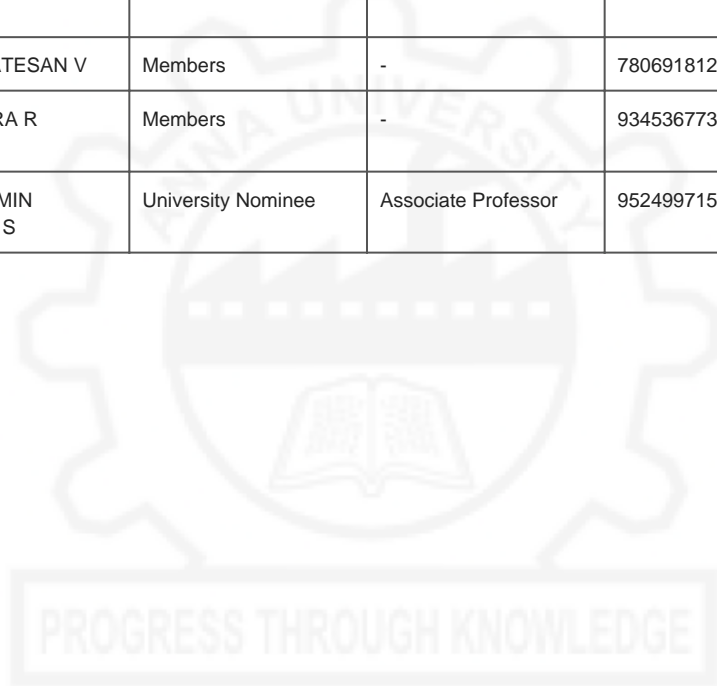 ATESAN V Members - 780691812
RA R Members - 934536773
MIN University Nominee Associate Professor 952499715
S
ANNA UNIVERSITY
PROGRESS THROUGH KNOWLEDGE